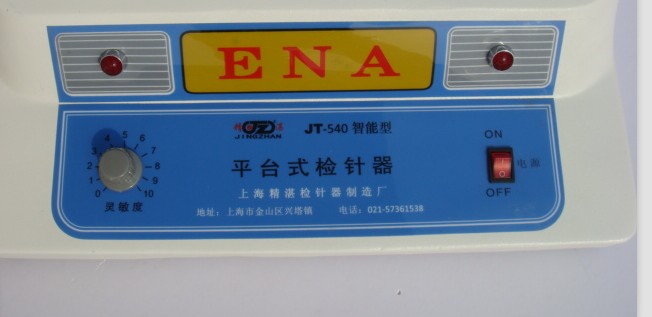 ENA
JINGZHAN
JT-540 智能型
平台式检针器
上海精湛检针器制造厂
地址：上海市金山区兴塔镇 电话：021-57361538
0 1 2 3 4 5 6 7 8 9 10
灵敏度
ON
电源
OFF